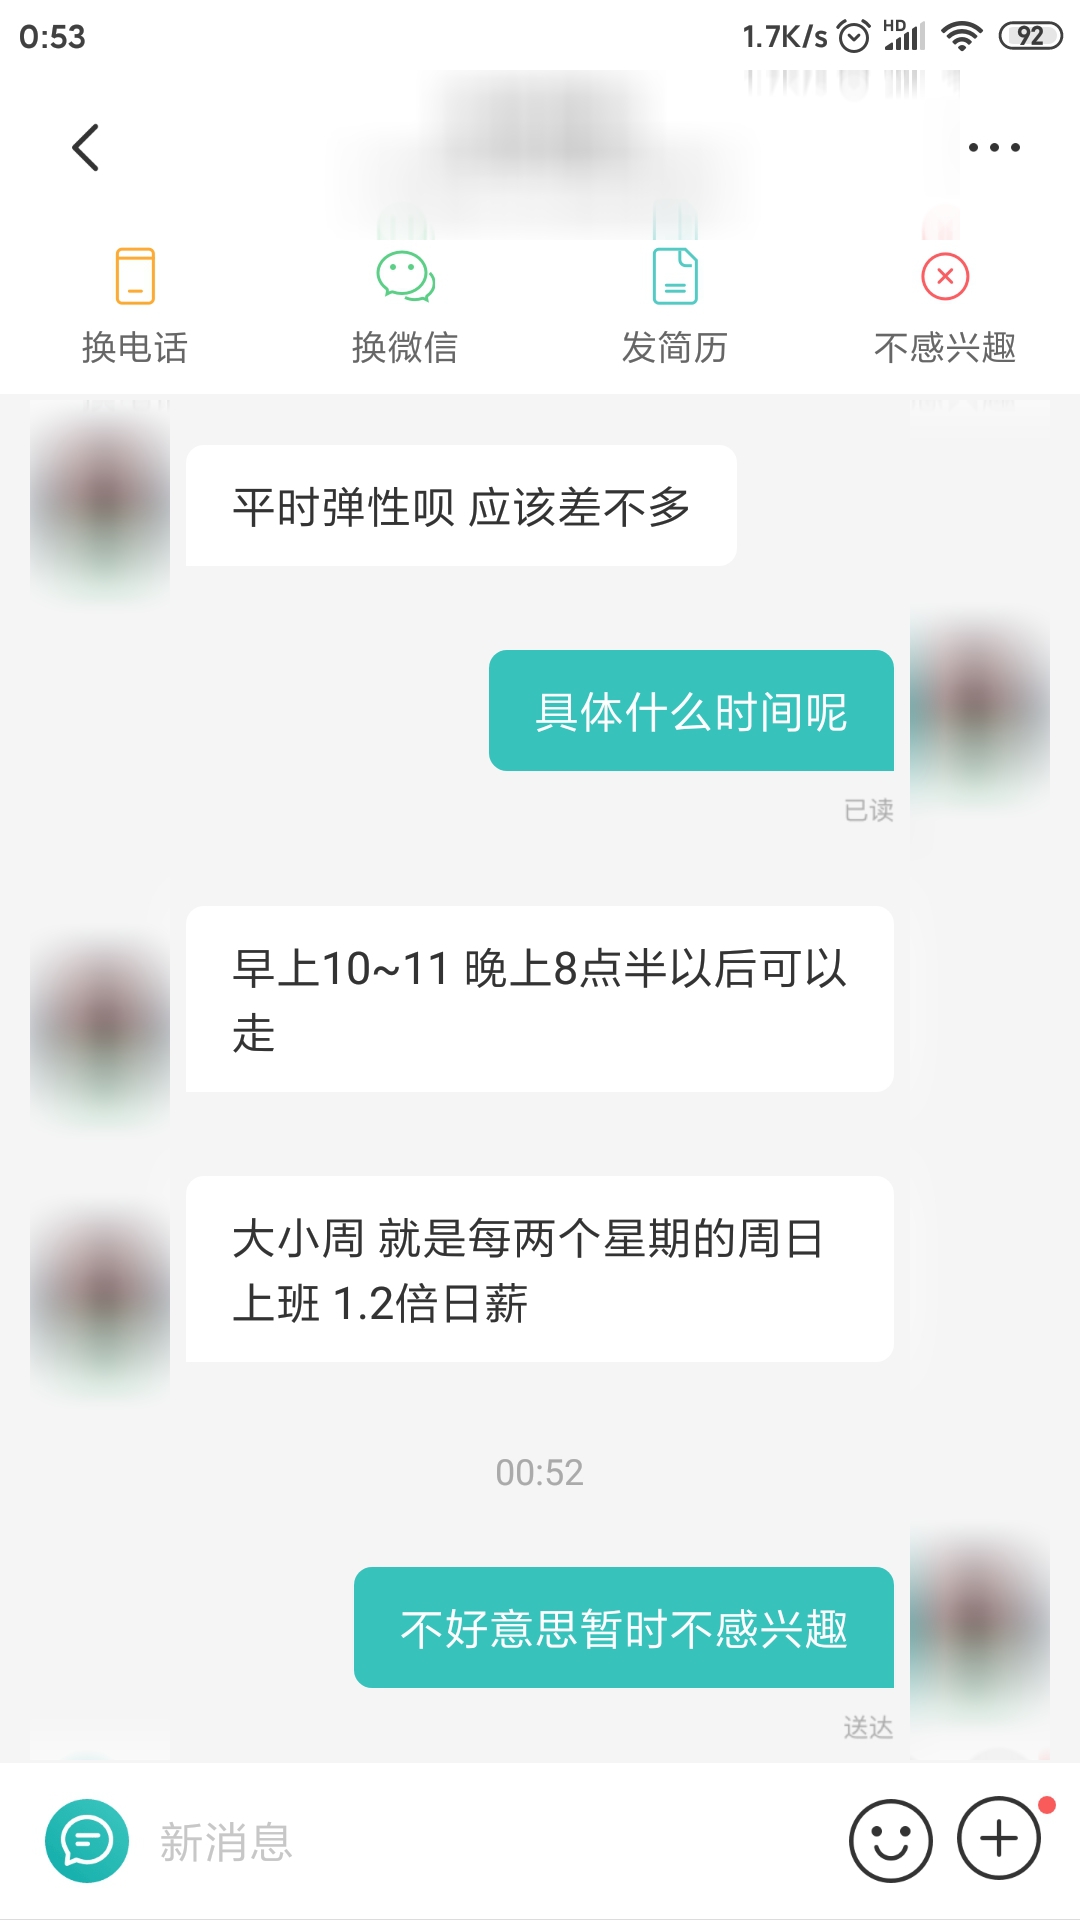 0:53
1.7K/s HD 92
换电话 换微信 发简历 不感兴趣
平时弹性呗 应该差不多
具体什么时间呢
已读
早上10~11 晚上8点半以后可以
走
大小周 就是每两个星期的周日
上班 1.2倍日薪
00:52
不好意思暂时不感兴趣
送达
新消息